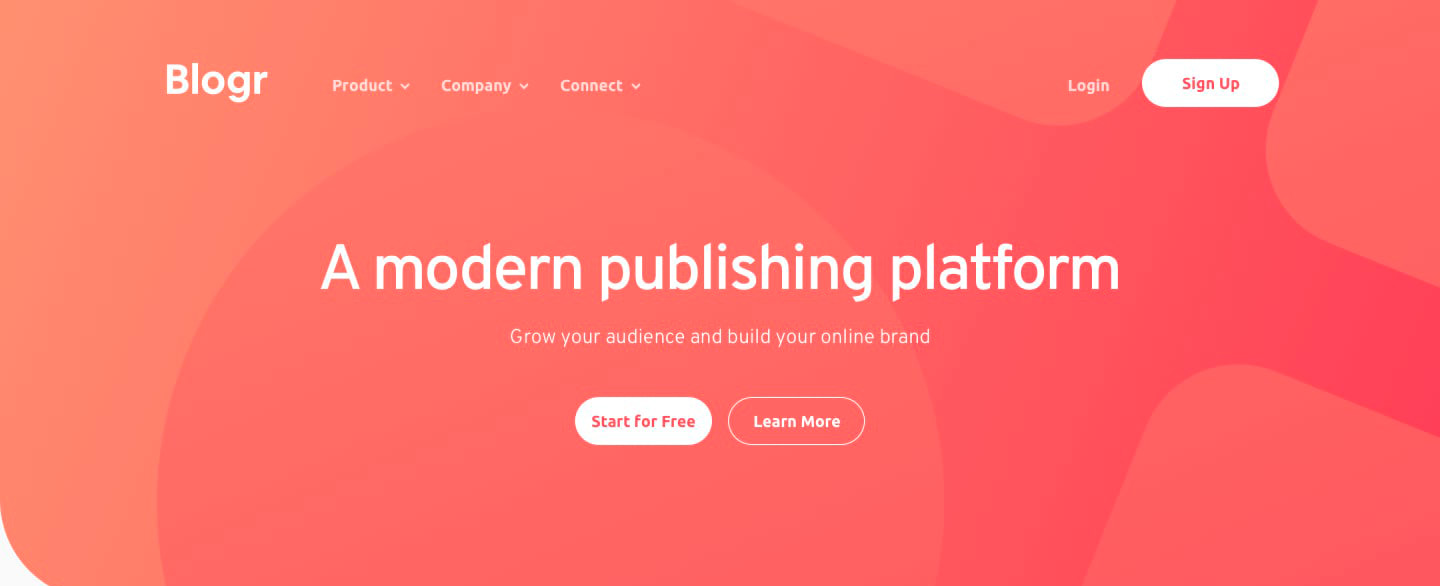 Blogr Product Company Connect Login Sign Up
A modern publishing platform
Grow your audience and build your online brand
Start for Free Learn More